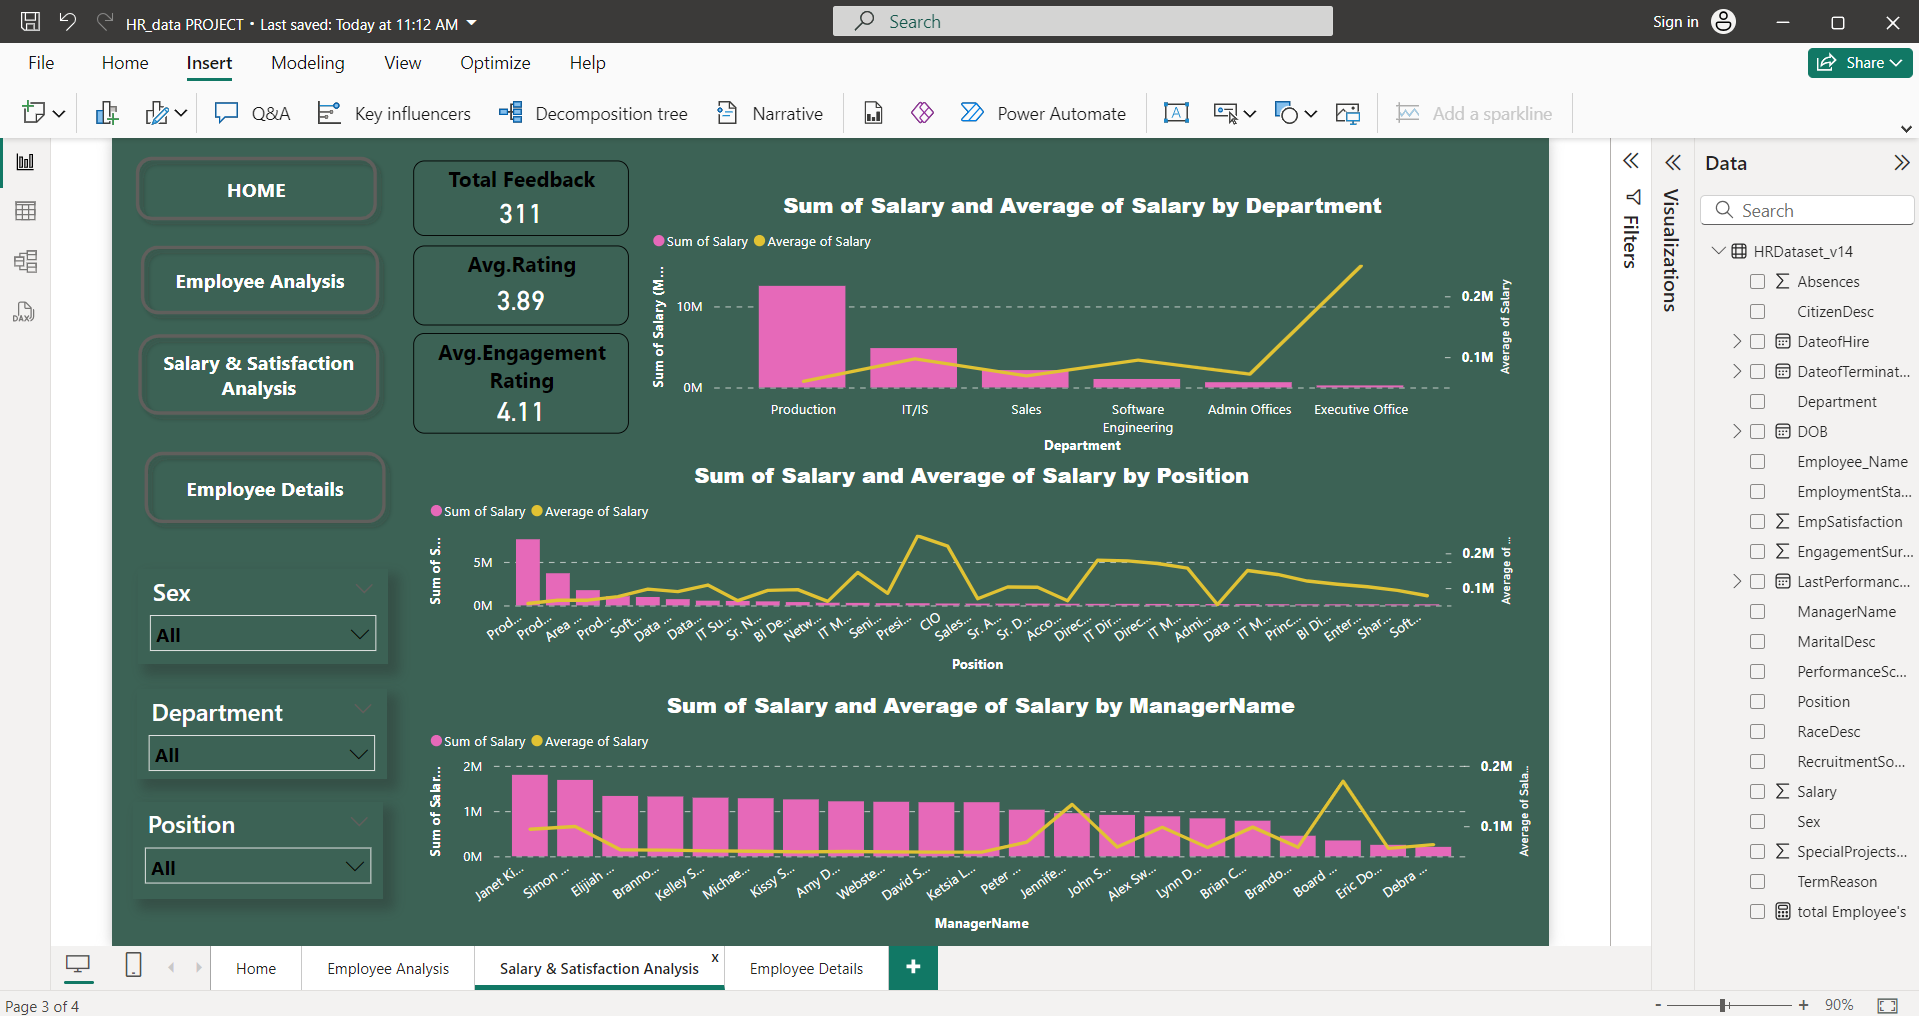 HR_data PROJECT • Last saved: Today at 11:12 AM
Search
Sign in
File
Home
Insert
Modeling
View
Optimize
Help
Share
Q&A
Key influencers
Decomposition tree
Narrative
Power Automate
Add a sparkline
HOME
Employee Analysis
Salary & Satisfaction
Analysis
Employee Details
Sex
All
Department
All
Position
All
Total Feedback
311
Avg.Rating
3.89
Avg.Engagement
Rating
4.11
Sum of Salary and Average of Salary by Department
Sum of Salary
Average of Salary
Sum of Salary (M...
10M
0M
0.2M
0.1M
Average of Salary
Production
IT/IS
Sales
Software
Engineering
Admin Offices
Executive Office
Department
Sum of Salary and Average of Salary by Position
Sum of Salary
Average of Salary
Sum of S...
5M
0M
0.2M
0.1M
Average of ...
Prod...
Prod...
Area ...
Prod...
Soft...
Data ...
Data...
IT Su...
Sr. N...
BI De...
Netw...
IT M...
Seni...
Presi...
CIO
Sales...
Sr. A...
Sr. D...
Acco...
Direc...
IT Dir...
Direc...
IT M...
Admi...
Data ...
IT M...
Princ...
BI Di...
Enter...
Shar...
Soft...
Position
Sum of Salary and Average of Salary by ManagerName
Sum of Salary
Average of Salary
Sum of Salar...
2M
1M
0M
0.2M
0.1M
Average of Sala...
Janet Ki...
Simon ...
Elijiah ...
Branno...
Kelley S...
Michae...
Kissy S...
Amy D...
Webste...
David S...
Ketsia L...
Peter ...
Jennife...
John S...
Alex Sw...
Lynn D...
Brian C...
Brando...
Board ...
Eric Do...
Debra ...
ManagerName
Filters
Visualizations
Data
Search
HRDataset_v14
Absences
CitizenDesc
DateofHire
DateofTerminat...
Department
DOB
Employee_Name
EmploymentSta...
EmpSatisfaction
EngagementSur...
LastPerformanc...
ManagerName
MaritalDesc
PerformanceSc...
Position
RaceDesc
RecruitmentSo...
Salary
Sex
SpecialProjects...
TermReason
total Employee's
Home
Employee Analysis
Salary & Satisfaction Analysis
x
Employee Details
+
Page 3 of 4
- + 90%